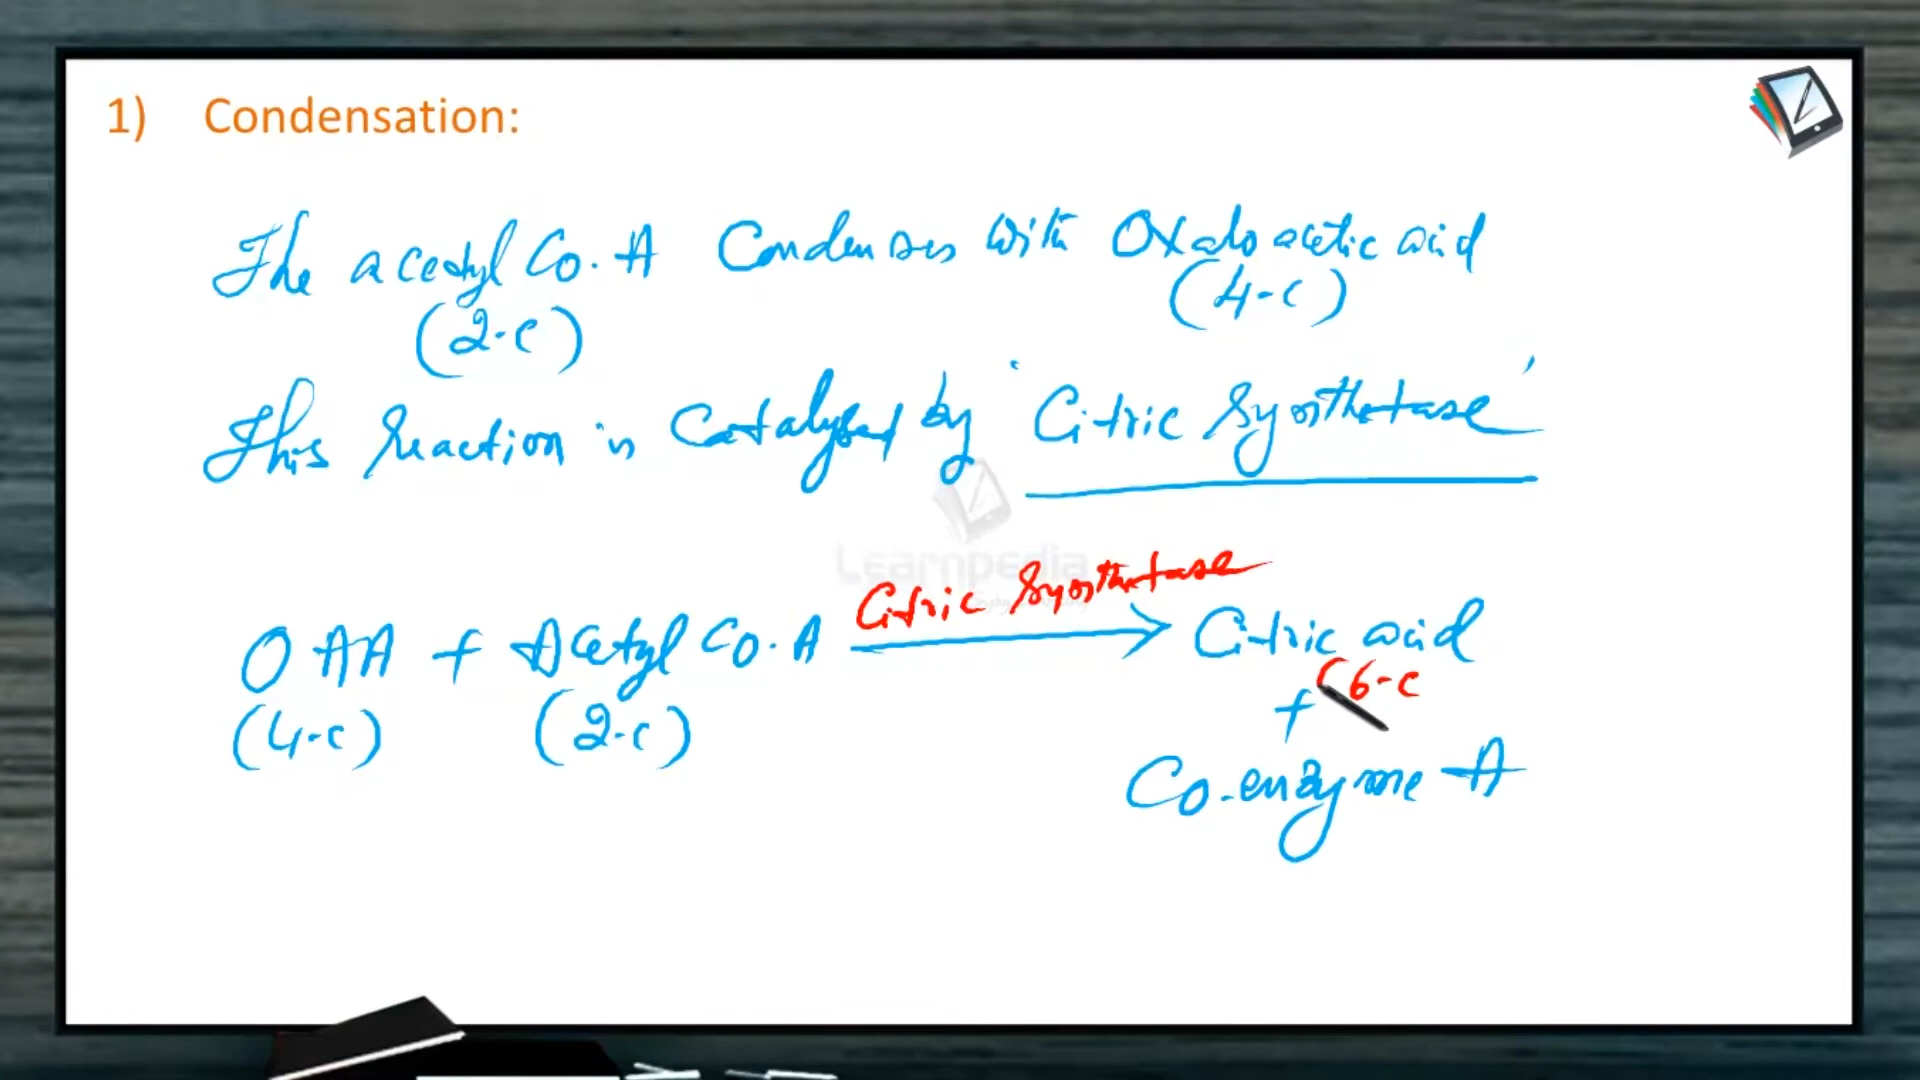 1) Condensation:
The acetyl Co.A Condenses with Oxaloacetic acid
(2-c) (4-c)
This reaction is Catalysed by 'Citric Synthetase'
Learnpedia
Citric Synthetase
OAA + Acetyl Co.A → Citric acid
(4-c) (2-c) (6-c
+
Co-enzyme A